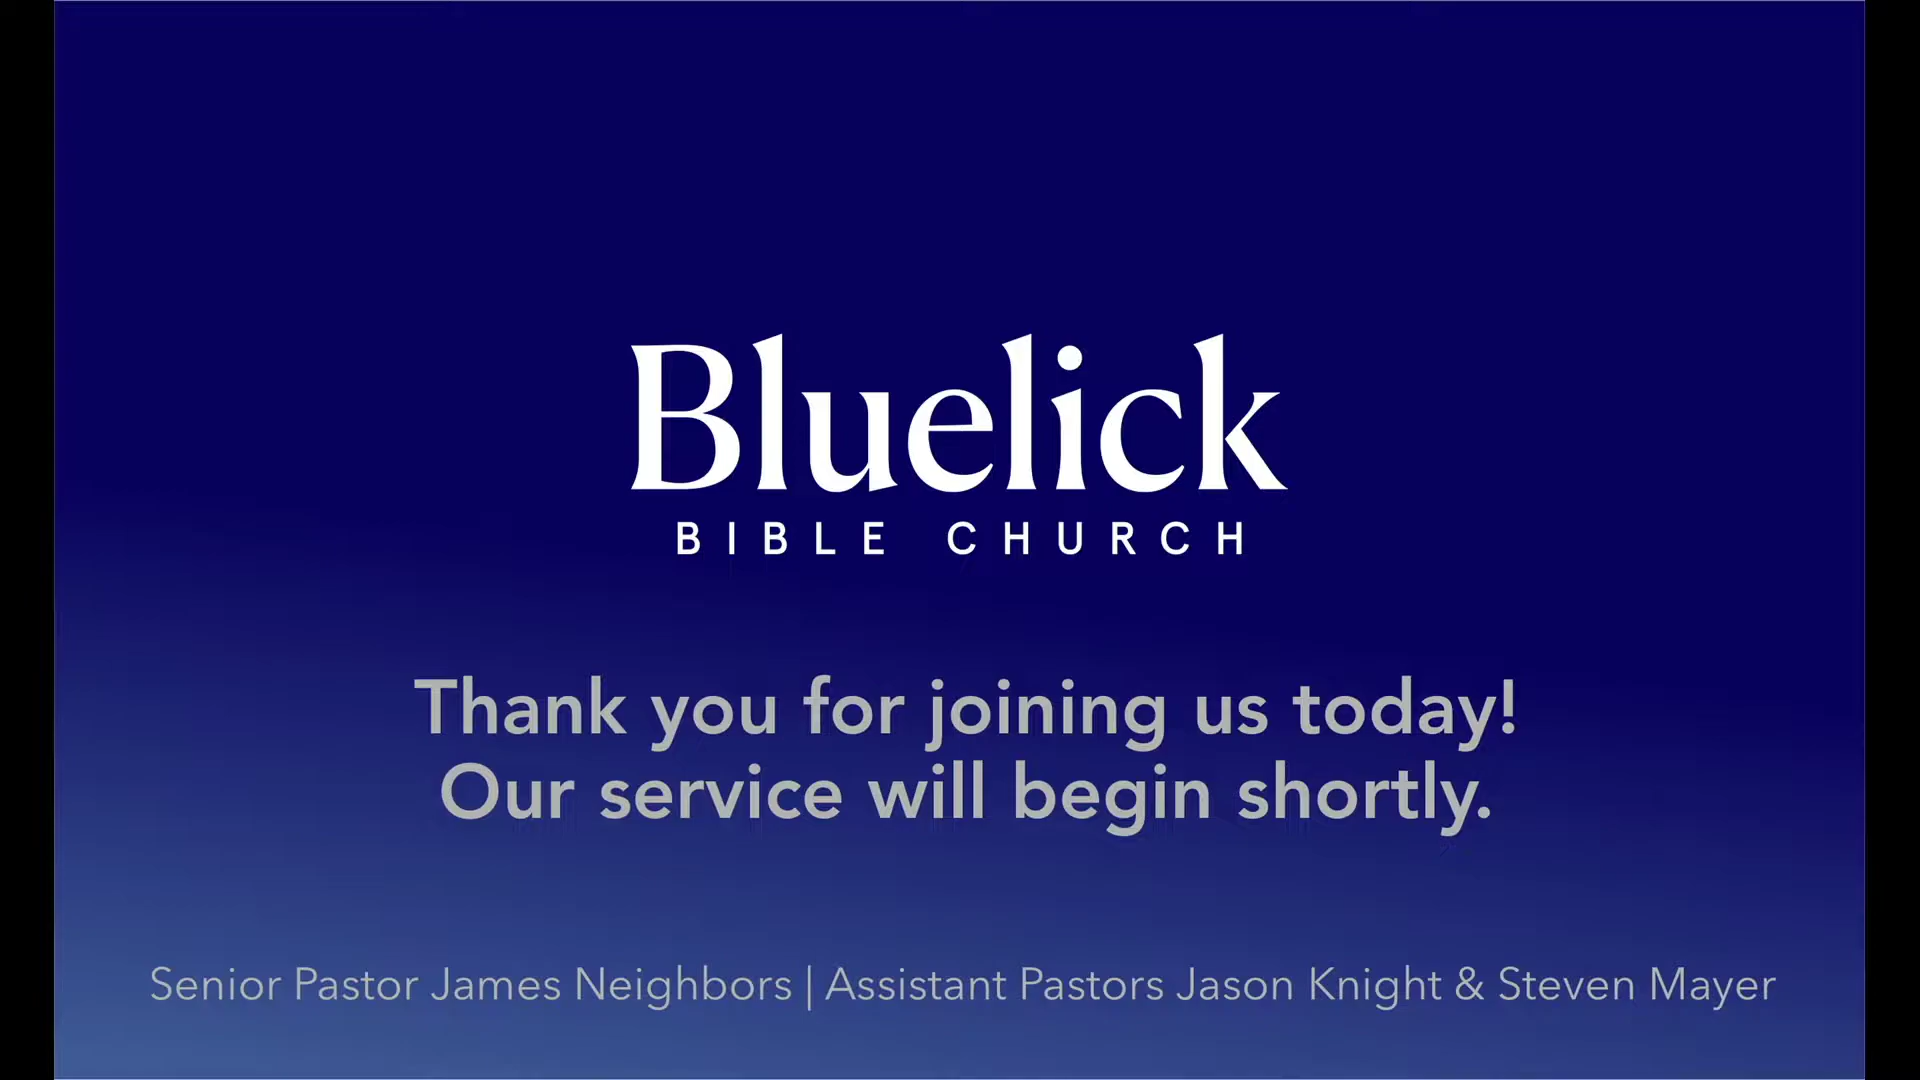 Bluelick
BIBLE CHURCH
Thank you for joining us today!
Our service will begin shortly.
Senior Pastor James Neighbors | Assistant Pastors Jason Knight & Steven Mayer